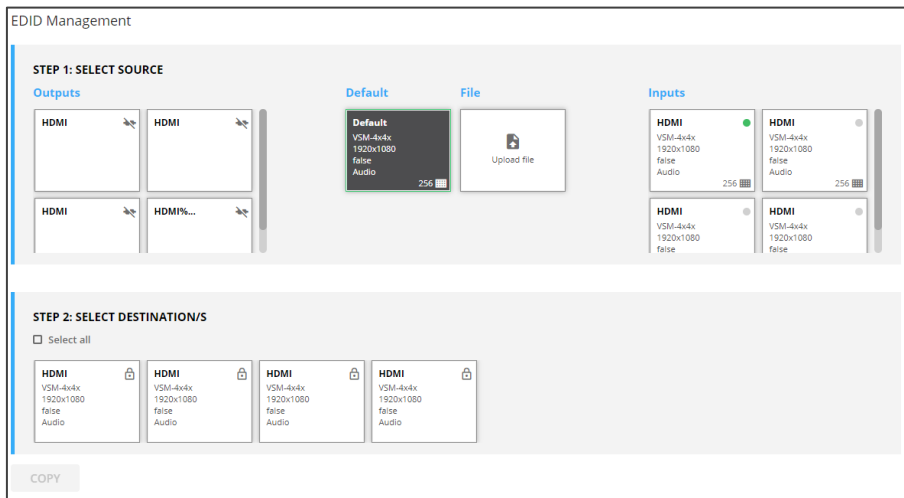 EDID Management
STEP 1: SELECT SOURCE
Outputs
Default
File
Inputs
HDMI
HDMI
HDMI
HDMI%...
Default
VSM-4x4x
1920x1080
false
Audio
256
Upload file
HDMI
VSM-4x4x
1920x1080
false
Audio
256
HDMI
VSM-4x4x
1920x1080
false
Audio
256
HDMI
VSM-4x4x
1920x1080
false
HDMI
VSM-4x4x
1920x1080
false
STEP 2: SELECT DESTINATION/S
Select all
HDMI
VSM-4x4x
1920x1080
false
Audio
HDMI
VSM-4x4x
1920x1080
false
Audio
HDMI
VSM-4x4x
1920x1080
false
Audio
HDMI
VSM-4x4x
1920x1080
false
Audio
COPY